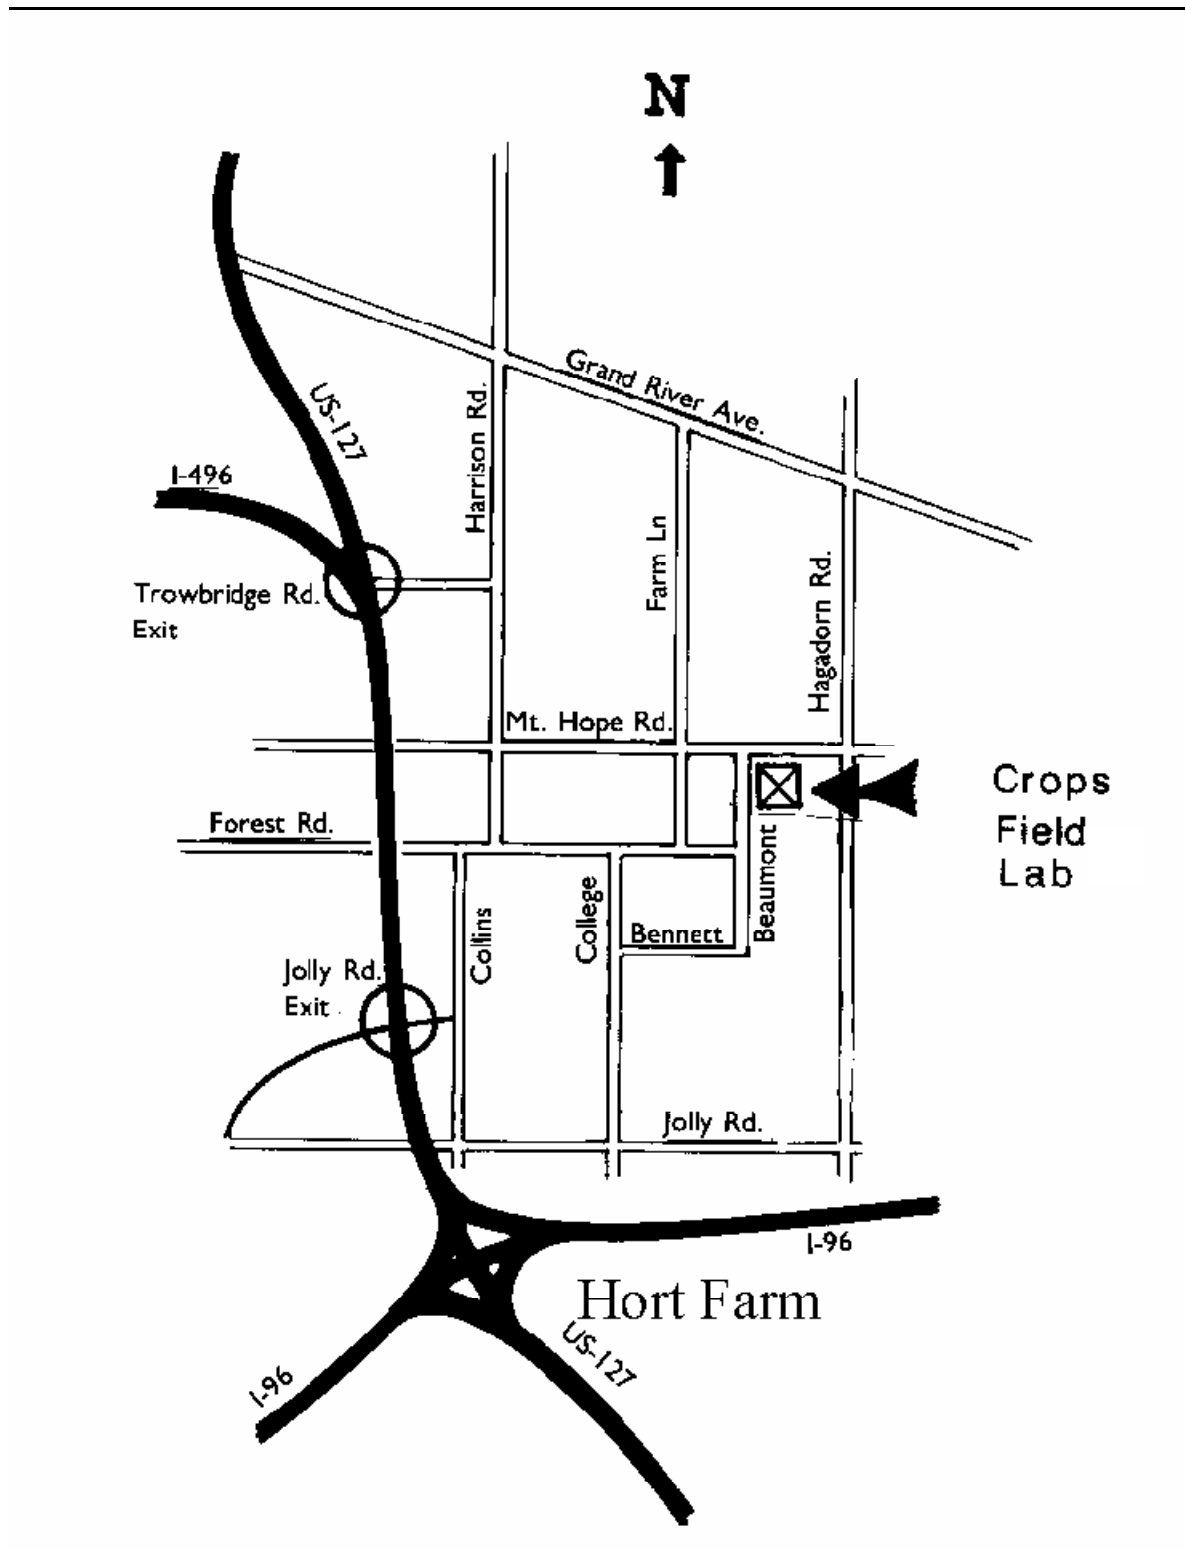 N
Grand River Ave.
US-127
Harrison Rd.
I-496
Farm Ln
Hagadorn Rd.
Trowbridge Rd.
Exit
Mt. Hope Rd.
Crops
Field
Lab
Forest Rd.
Beaumont
College
Collins
Bennett
Jolly Rd.
Exit
Jolly Rd.
I-96
Hort Farm
US-127
I-96